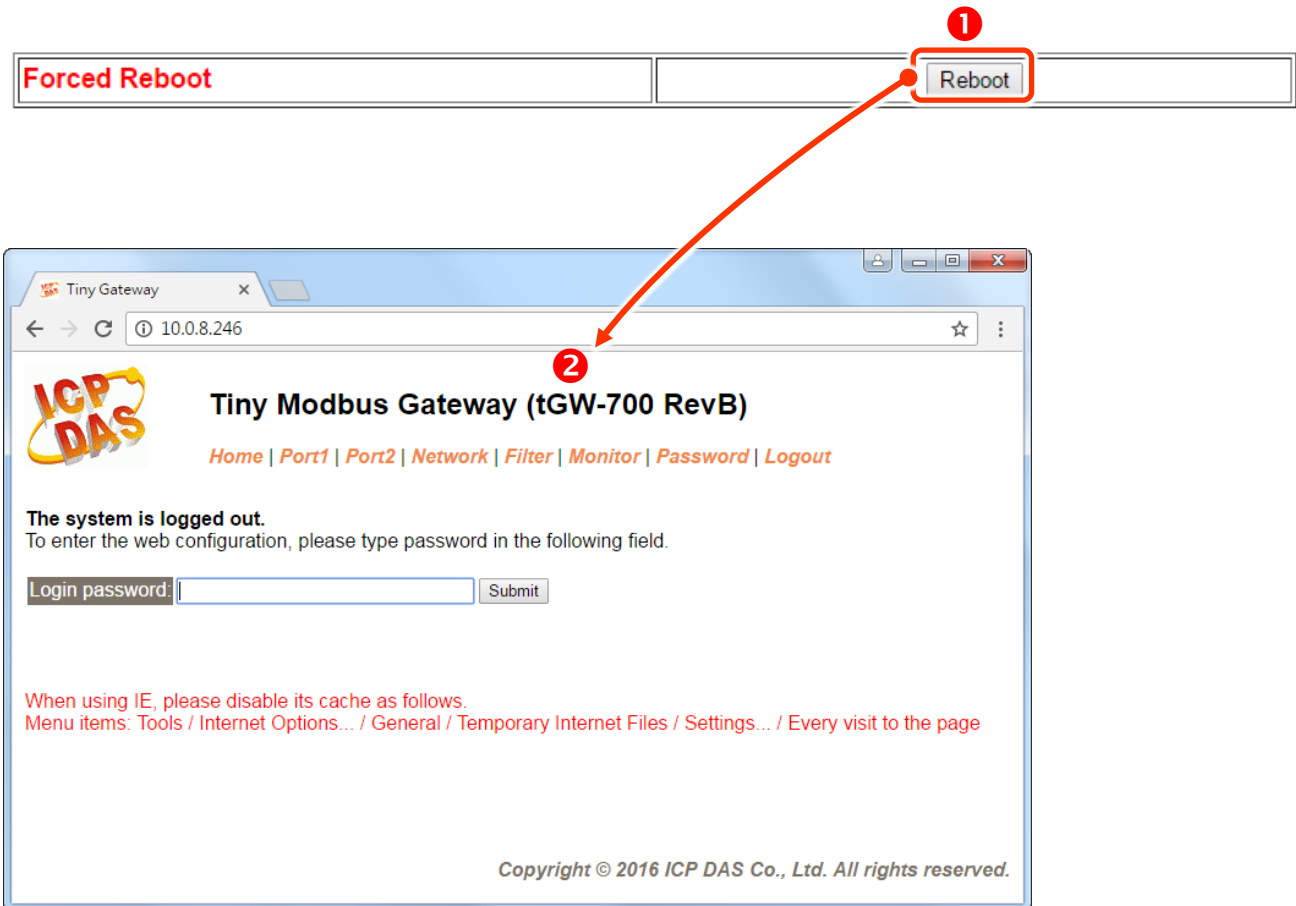 1
Forced Reboot Reboot
Tiny Gateway
10.0.8.246
2
ICP
DAS
Tiny Modbus Gateway (tGW-700 RevB)
Home | Port1 | Port2 | Network | Filter | Monitor | Password | Logout
The system is logged out.
To enter the web configuration, please type password in the following field.
Login password: Submit
When using IE, please disable its cache as follows.
Menu items: Tools / Internet Options... / General / Temporary Internet Files / Settings... / Every visit to the page
Copyright © 2016 ICP DAS Co., Ltd. All rights reserved.